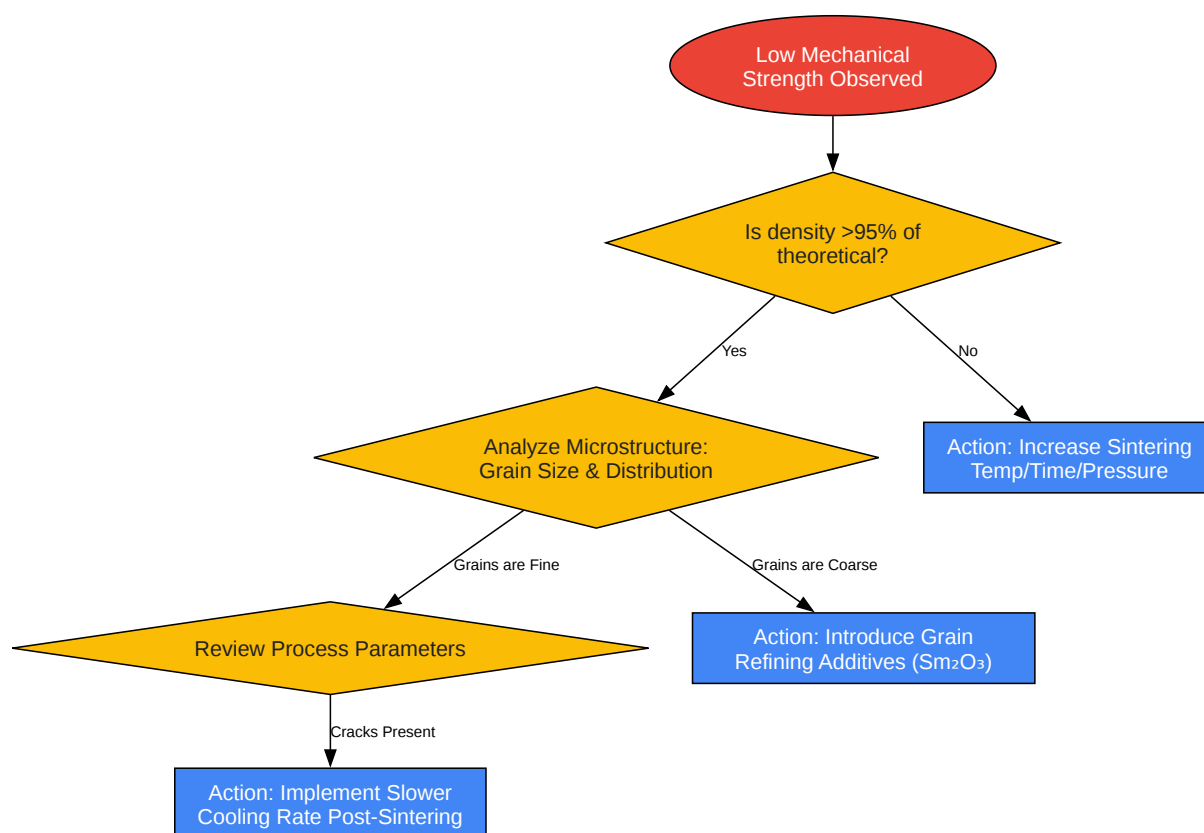 Low Mechanical
Strength Observed
Is density >95% of
theoretical?
Yes
No
Analyze Microstructure:
Grain Size & Distribution
Action: Increase Sintering
Temp/Time/Pressure
Grains are Fine
Grains are Coarse
Review Process Parameters
Action: Introduce Grain
Refining Additives (Sm₂O₃)
Cracks Present
Action: Implement Slower
Cooling Rate Post-Sintering